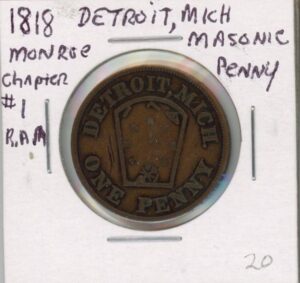 1818 DETROIT, MICH
MASONIC
PENNY
MONROE
Chapter
#1
R.A.M
DETROIT, MICH.
ONE PENNY
20